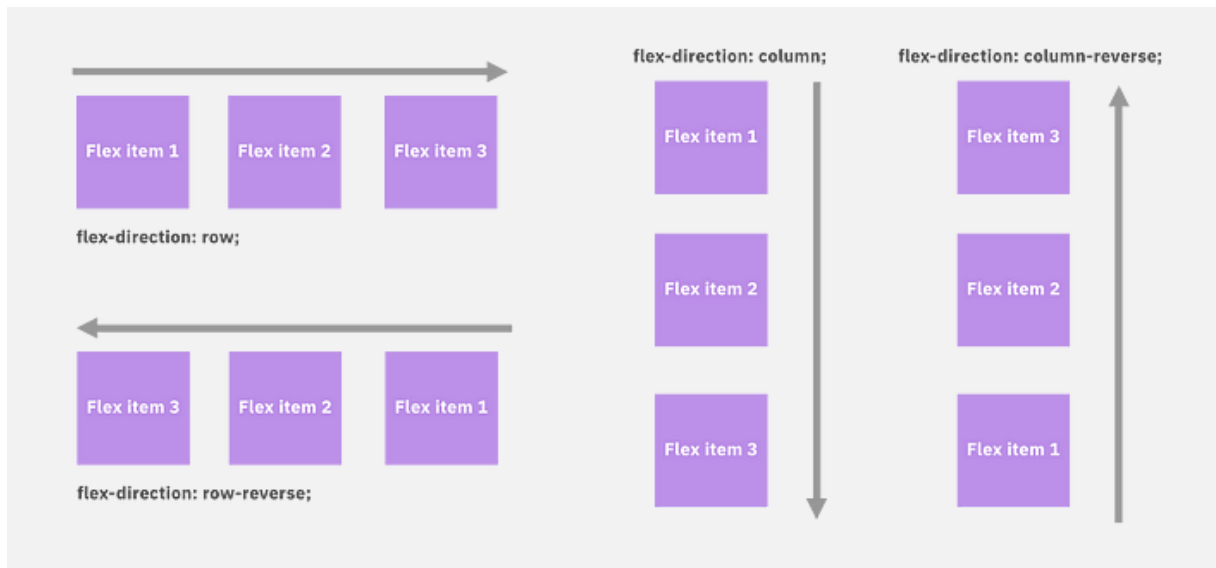 Flex item 1 Flex item 2 Flex item 3
flex-direction: row;
Flex item 3 Flex item 2 Flex item 1
flex-direction: row-reverse;
flex-direction: column;
Flex item 1
Flex item 2
Flex item 3
flex-direction: column-reverse;
Flex item 3
Flex item 2
Flex item 1